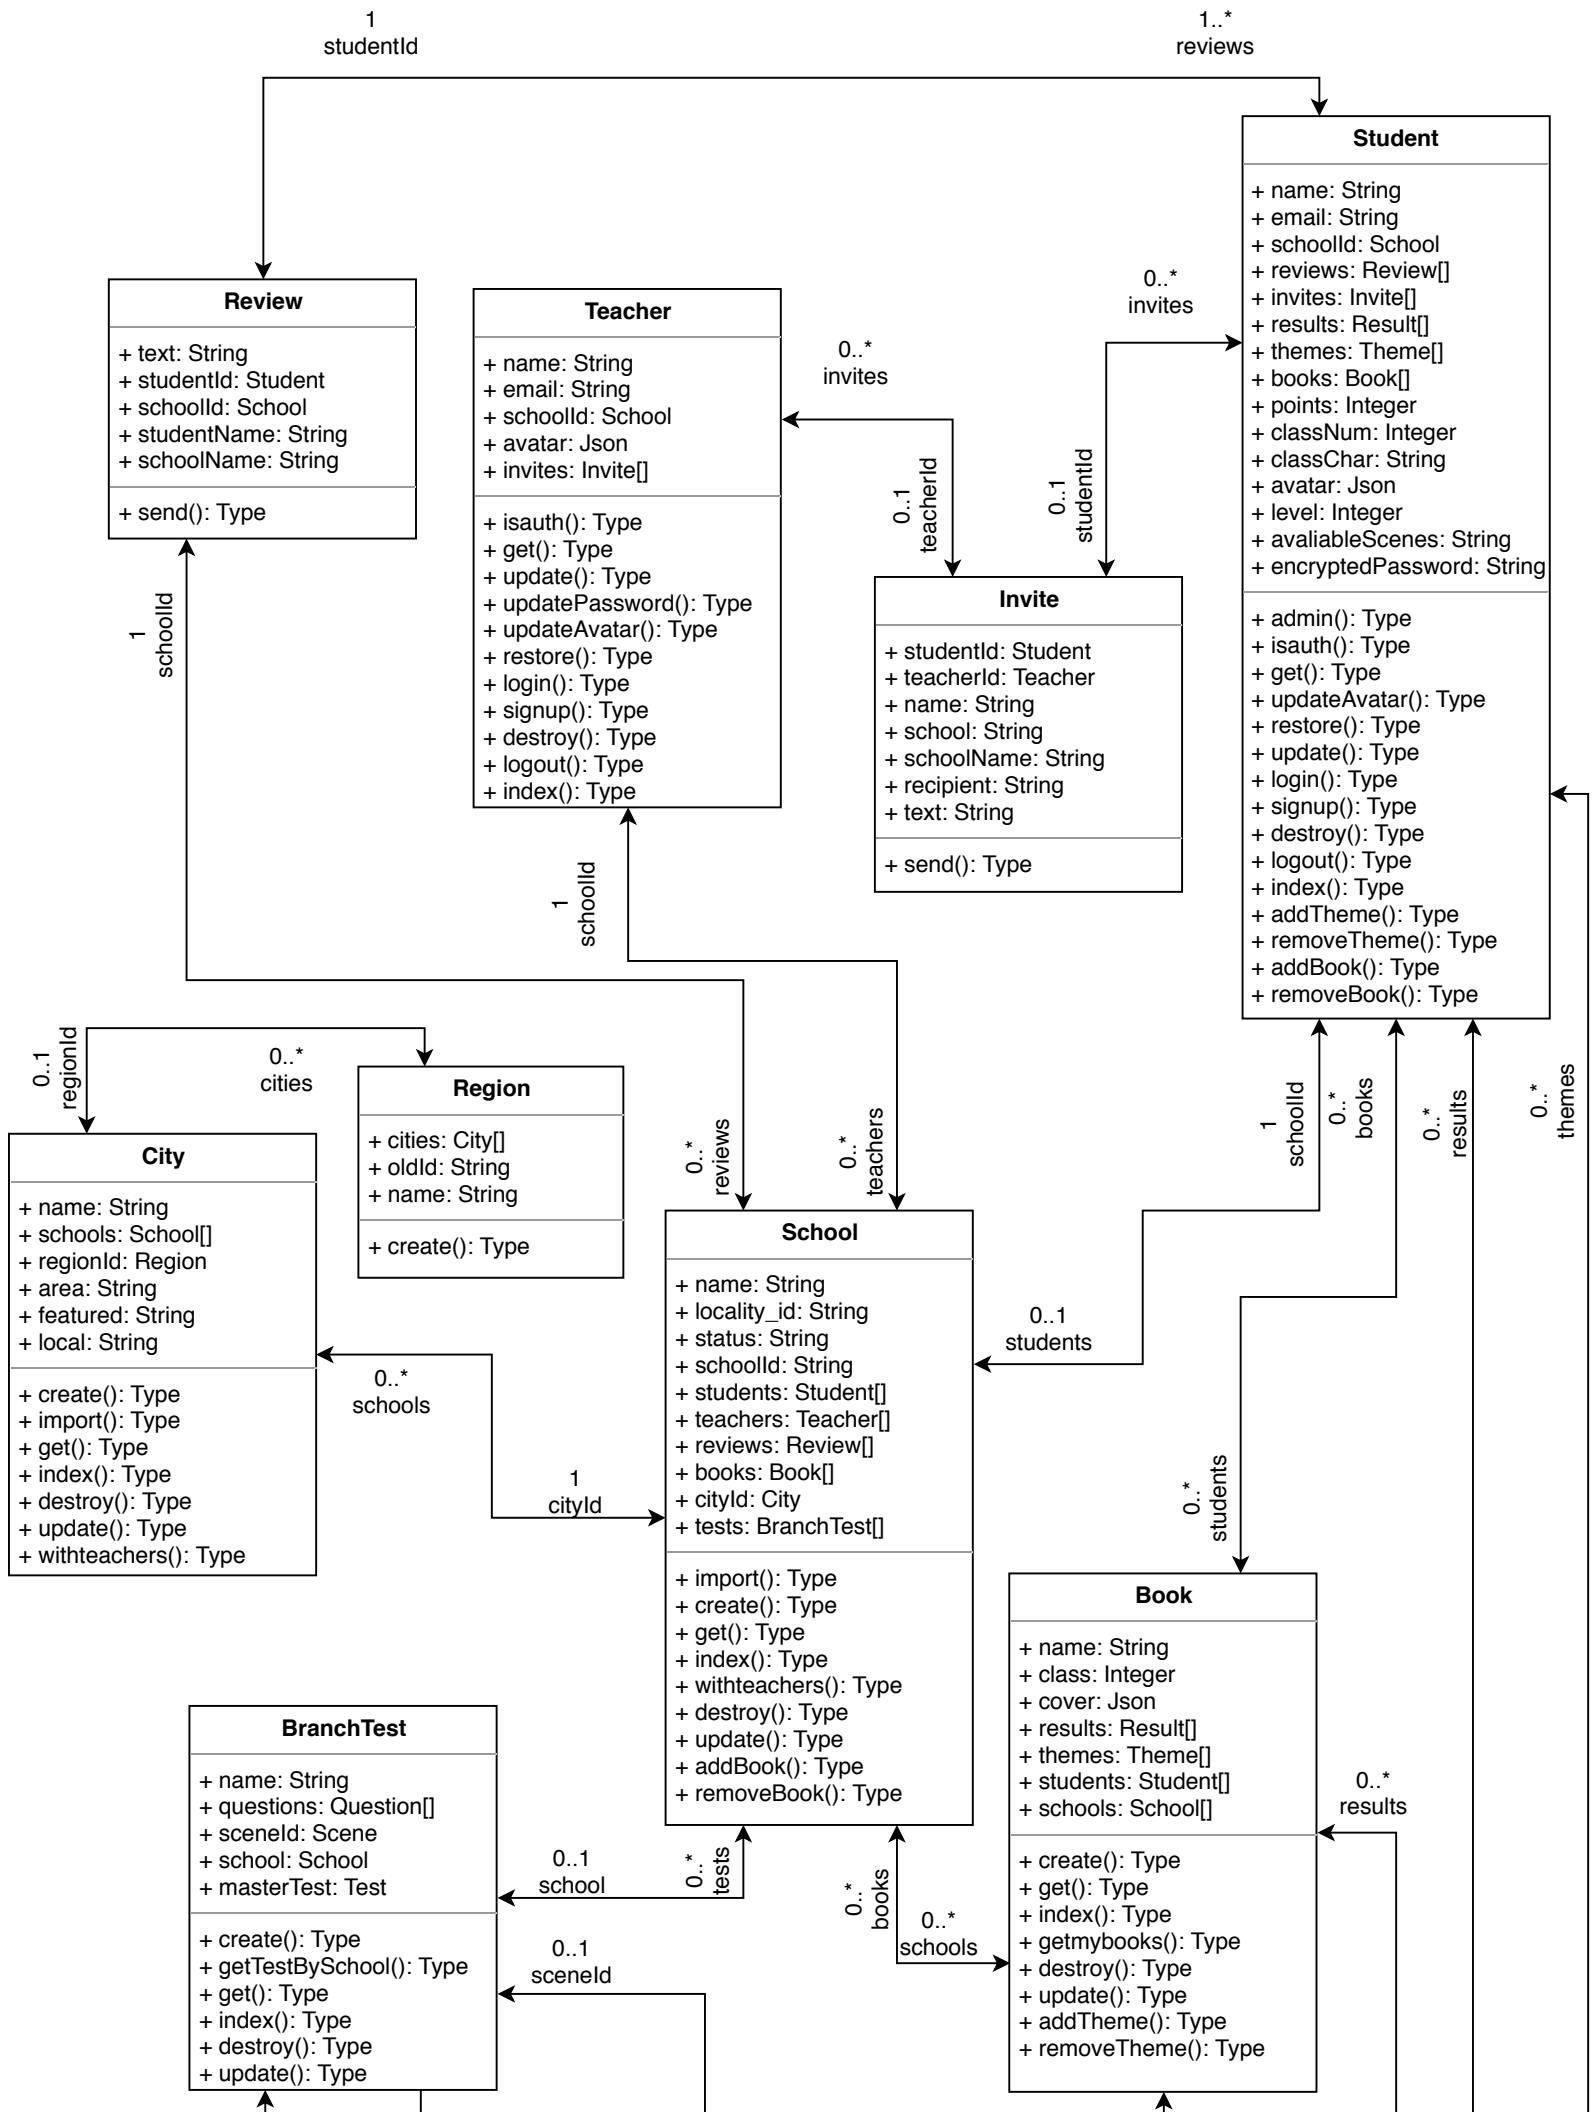 1
studentId
1..*
reviews
Student
+ name: String
+ email: String
+ schoolId: School
+ reviews: Review[]
+ invites: Invite[]
+ results: Result[]
+ themes: Theme[]
+ books: Book[]
+ points: Integer
+ classNum: Integer
+ classChar: String
+ avatar: Json
+ level: Integer
+ avaliableScenes: String
+ encryptedPassword: String
+ admin(): Type
+ isauth(): Type
+ get(): Type
+ updateAvatar(): Type
+ restore(): Type
+ update(): Type
+ login(): Type
+ signup(): Type
+ destroy(): Type
+ logout(): Type
+ index(): Type
+ addTheme(): Type
+ removeTheme(): Type
+ addBook(): Type
+ removeBook(): Type
Review
+ text: String
+ studentId: Student
+ schoolId: School
+ studentName: String
+ schoolName: String
+ send(): Type
Teacher
+ name: String
+ email: String
+ schoolId: School
+ avatar: Json
+ invites: Invite[]
+ isauth(): Type
+ get(): Type
+ update(): Type
+ updatePassword(): Type
+ updateAvatar(): Type
+ restore(): Type
+ login(): Type
+ signup(): Type
+ destroy(): Type
+ logout(): Type
+ index(): Type
0..*
invites
0..*
invites
0..1
teacherId
0..1
studentId
Invite
+ studentId: Student
+ teacherId: Teacher
+ name: String
+ school: String
+ schoolName: String
+ recipient: String
+ text: String
+ send(): Type
1
schoolId
1
schoolId
0..1
regionId
0..*
cities
Region
+ cities: City[]
+ oldId: String
+ name: String
+ create(): Type
City
+ name: String
+ schools: School[]
+ regionId: Region
+ area: String
+ featured: String
+ local: String
+ create(): Type
+ import(): Type
+ get(): Type
+ index(): Type
+ destroy(): Type
+ update(): Type
+ withteachers(): Type
0..*
reviews
0..*
teachers
1
schoolId
0..*
books
0..*
results
0..*
themes
School
+ name: String
+ locality_id: String
+ status: String
+ schoolId: String
+ students: Student[]
+ teachers: Teacher[]
+ reviews: Review[]
+ books: Book[]
+ cityId: City
+ tests: BranchTest[]
+ import(): Type
+ create(): Type
+ get(): Type
+ index(): Type
+ withteachers(): Type
+ destroy(): Type
+ update(): Type
+ addBook(): Type
+ removeBook(): Type
0..1
students
0..*
schools
1
cityId
0..*
students
Book
+ name: String
+ class: Integer
+ cover: Json
+ results: Result[]
+ themes: Theme[]
+ students: Student[]
+ schools: School[]
+ create(): Type
+ get(): Type
+ index(): Type
+ getmybooks(): Type
+ destroy(): Type
+ update(): Type
+ addTheme(): Type
+ removeTheme(): Type
0..*
results
BranchTest
+ name: String
+ questions: Question[]
+ sceneId: Scene
+ school: School
+ masterTest: Test
+ create(): Type
+ getTestBySchool(): Type
+ get(): Type
+ index(): Type
+ destroy(): Type
+ update(): Type
0..1
school
0..*
tests
0..*
books
0..*
schools
0..1
sceneId